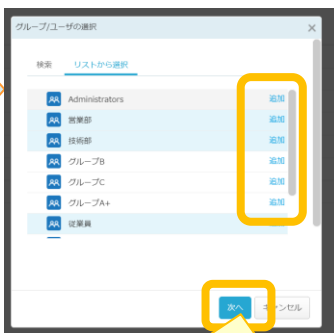 グループ/ユーザの選択
検索 リストから選択
Administrators 追加
営業部 追加
技術部 追加
グループB 追加
グループC 追加
グループA+ 追加
従業員
次へ キャンセル